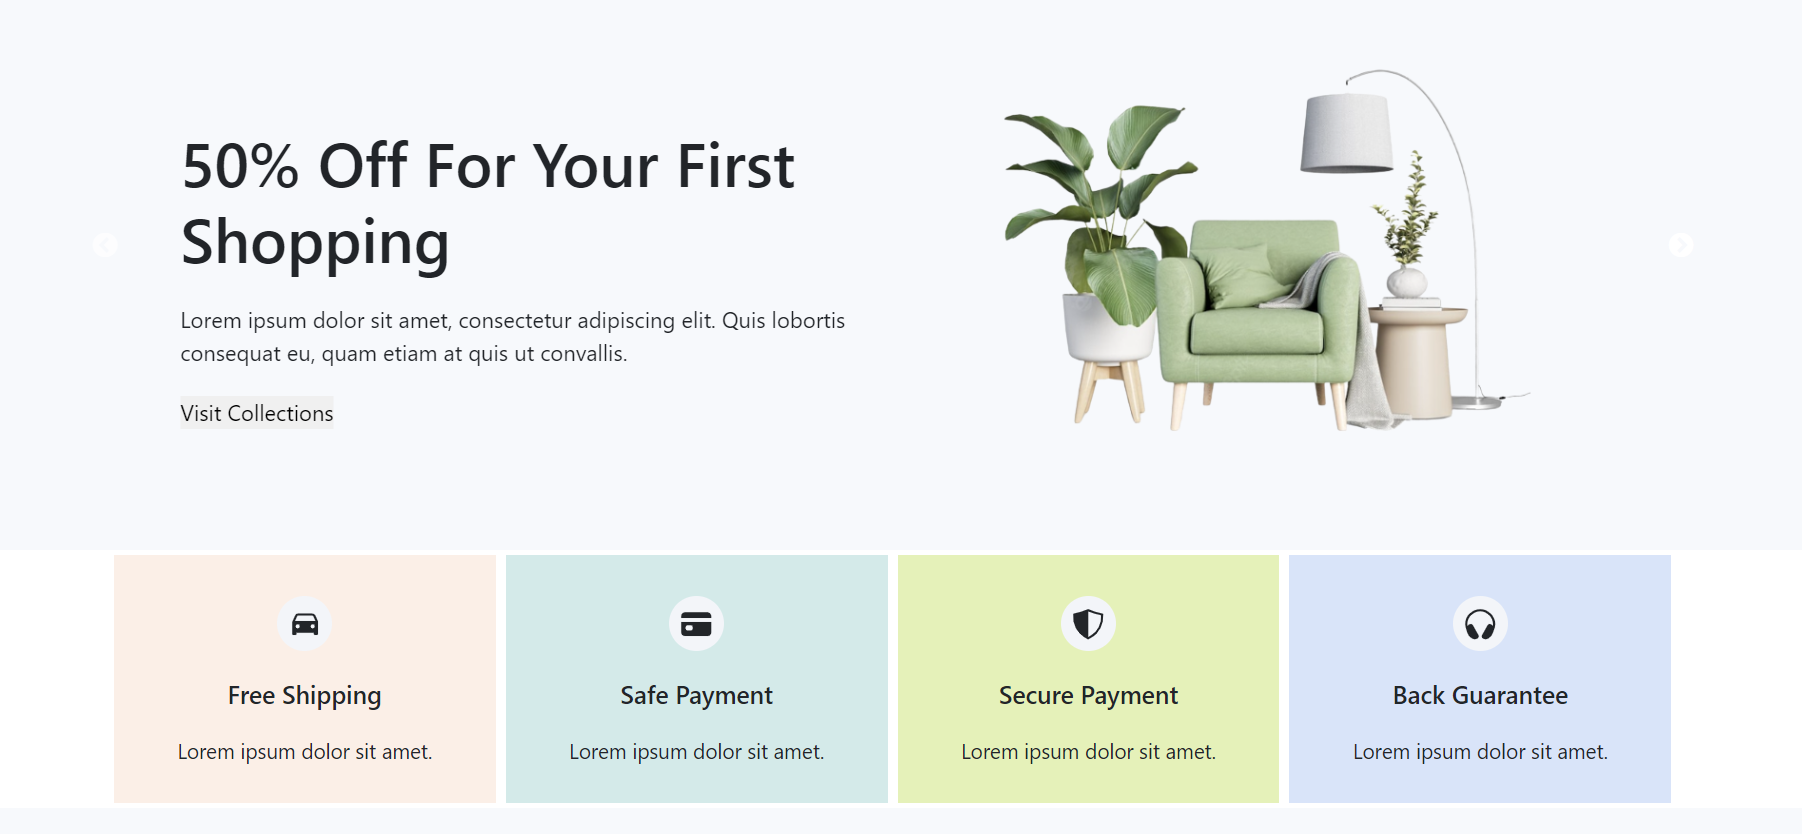 50% Off For Your First
Shopping
Lorem ipsum dolor sit amet, consectetur adipiscing elit. Quis lobortis
consequat eu, quam etiam at quis ut convallis.
Visit Collections
Free Shipping
Lorem ipsum dolor sit amet.
Safe Payment
Lorem ipsum dolor sit amet.
Secure Payment
Lorem ipsum dolor sit amet.
Back Guarantee
Lorem ipsum dolor sit amet.